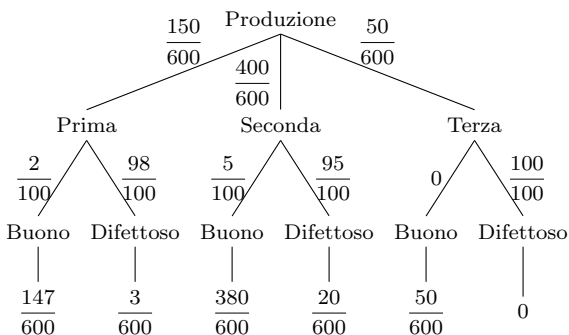 Produzione
150/600 400/600 50/600
Prima Seconda Terza
2/100 98/100 5/100 95/100 0 100/100
Buono Difettoso Buono Difettoso Buono Difettoso
147/600 3/600 380/600 20/600 50/600 0